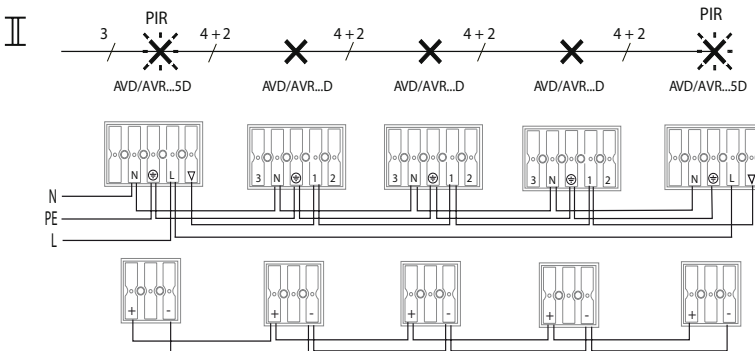 II
PIR PIR
3 4 + 2 4 + 2 4 + 2 4 + 2
AVD/AVR...5D AVD/AVR...D AVD/AVR...D AVD/AVR...D AVD/AVR...5D
N L 3 N 1 2 3 N 1 2 3 N 1 2 N L
N
PE
L
+ - + - + - + - + -